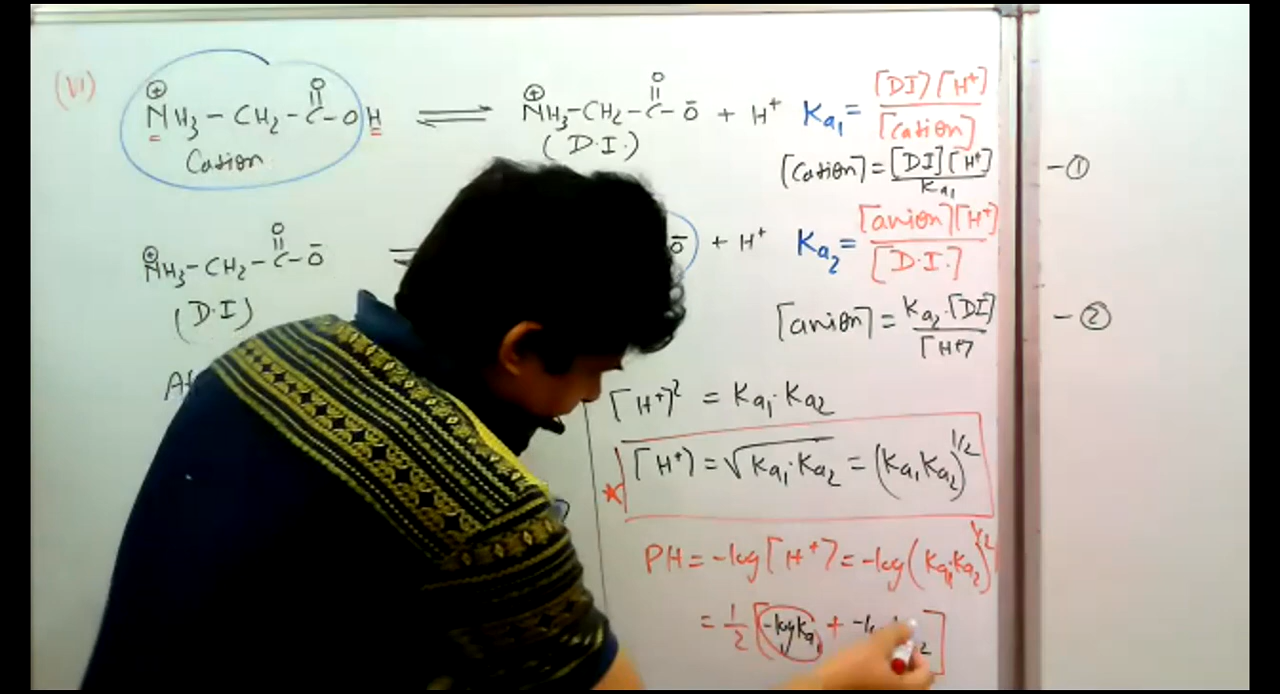 (VI)
⊕NH₃-CH₂-C(=O)-OH ⇌ ⊕NH₃-CH₂-C(=O)-Ō + H⁺ Ka₁ = [DI][H⁺]/[cation]
Cation (D.I.)
[Cation] = [DI][H⁺]/Ka₁ -①
⊕NH₃-CH₂-C(=O)-Ō ō + H⁺ Ka₂ = [anion][H⁺]/[D.I.]
(D.I)
[anion] = Ka₂.[DI]/[H⁺] -②
[H⁺]² = Ka₁.Ka₂
[H⁺] = √Ka₁.Ka₂ = (Ka₁Ka₂)^1/2
PH = -log[H⁺] = -log(Ka₁.Ka₂)^1/2
= 1/2 [-logKa₁ +